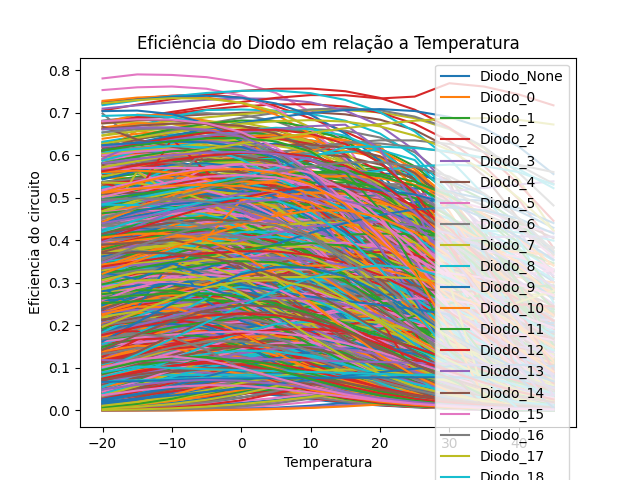 Eficiência do Diodo em relação a Temperatura
0.8
0.7
0.6
0.5
0.4
0.3
0.2
0.1
0.0
Eficiencia do circuito
−20
−10
0
10
20
30
40
Temperatura
Diodo_None
Diodo_0
Diodo_1
Diodo_2
Diodo_3
Diodo_4
Diodo_5
Diodo_6
Diodo_7
Diodo_8
Diodo_9
Diodo_10
Diodo_11
Diodo_12
Diodo_13
Diodo_14
Diodo_15
Diodo_16
Diodo_17
Diodo_18